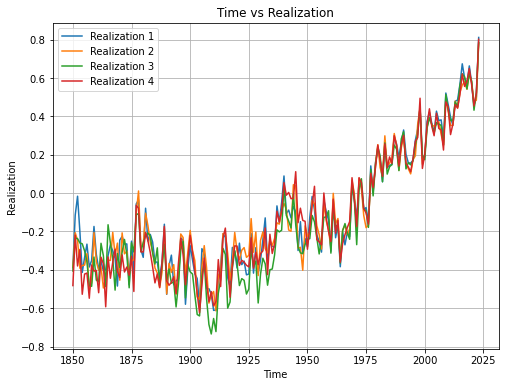 Time vs Realization
Realization 1
Realization 2
Realization 3
Realization 4
0.8
0.6
0.4
0.2
0.0
−0.2
−0.4
−0.6
−0.8
Realization
1850 1875 1900 1925 1950 1975 2000 2025
Time